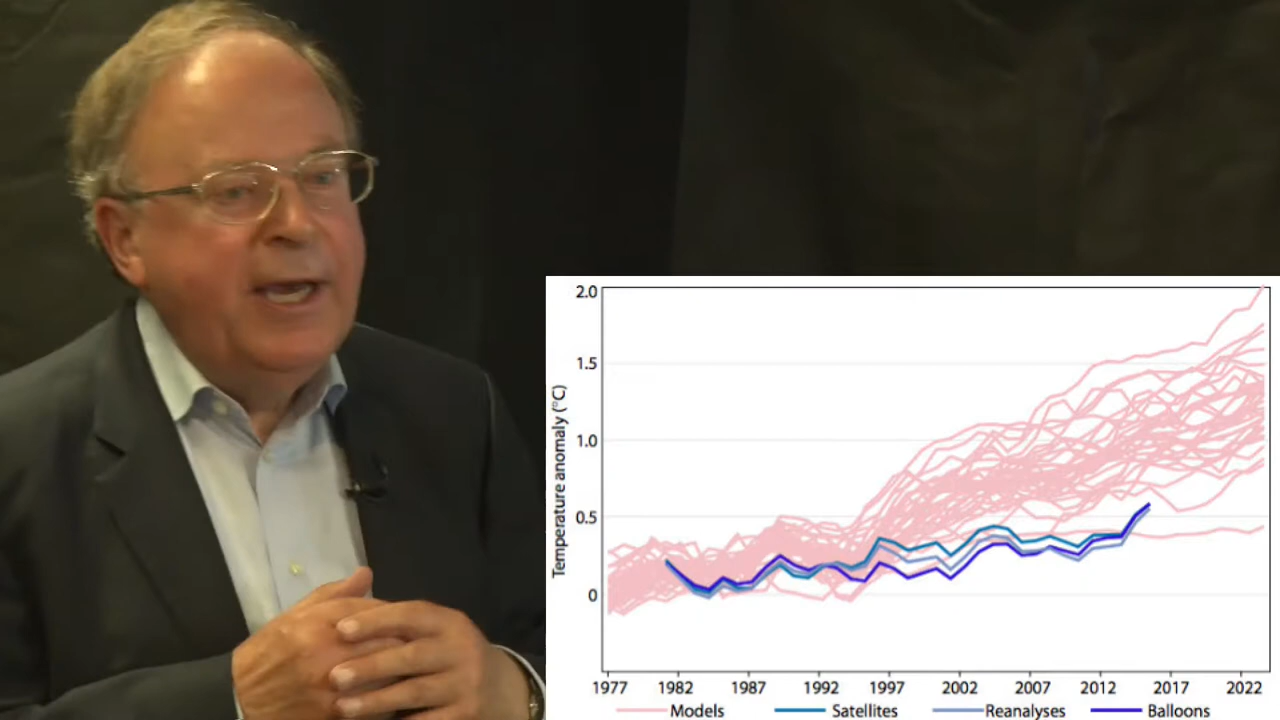 2.0
1.5
1.0
0.5
0
Temperature anomaly (°C)
1977 1982 1987 1992 1997 2002 2007 2012 2017 2022
Models Satellites Reanalyses Balloons